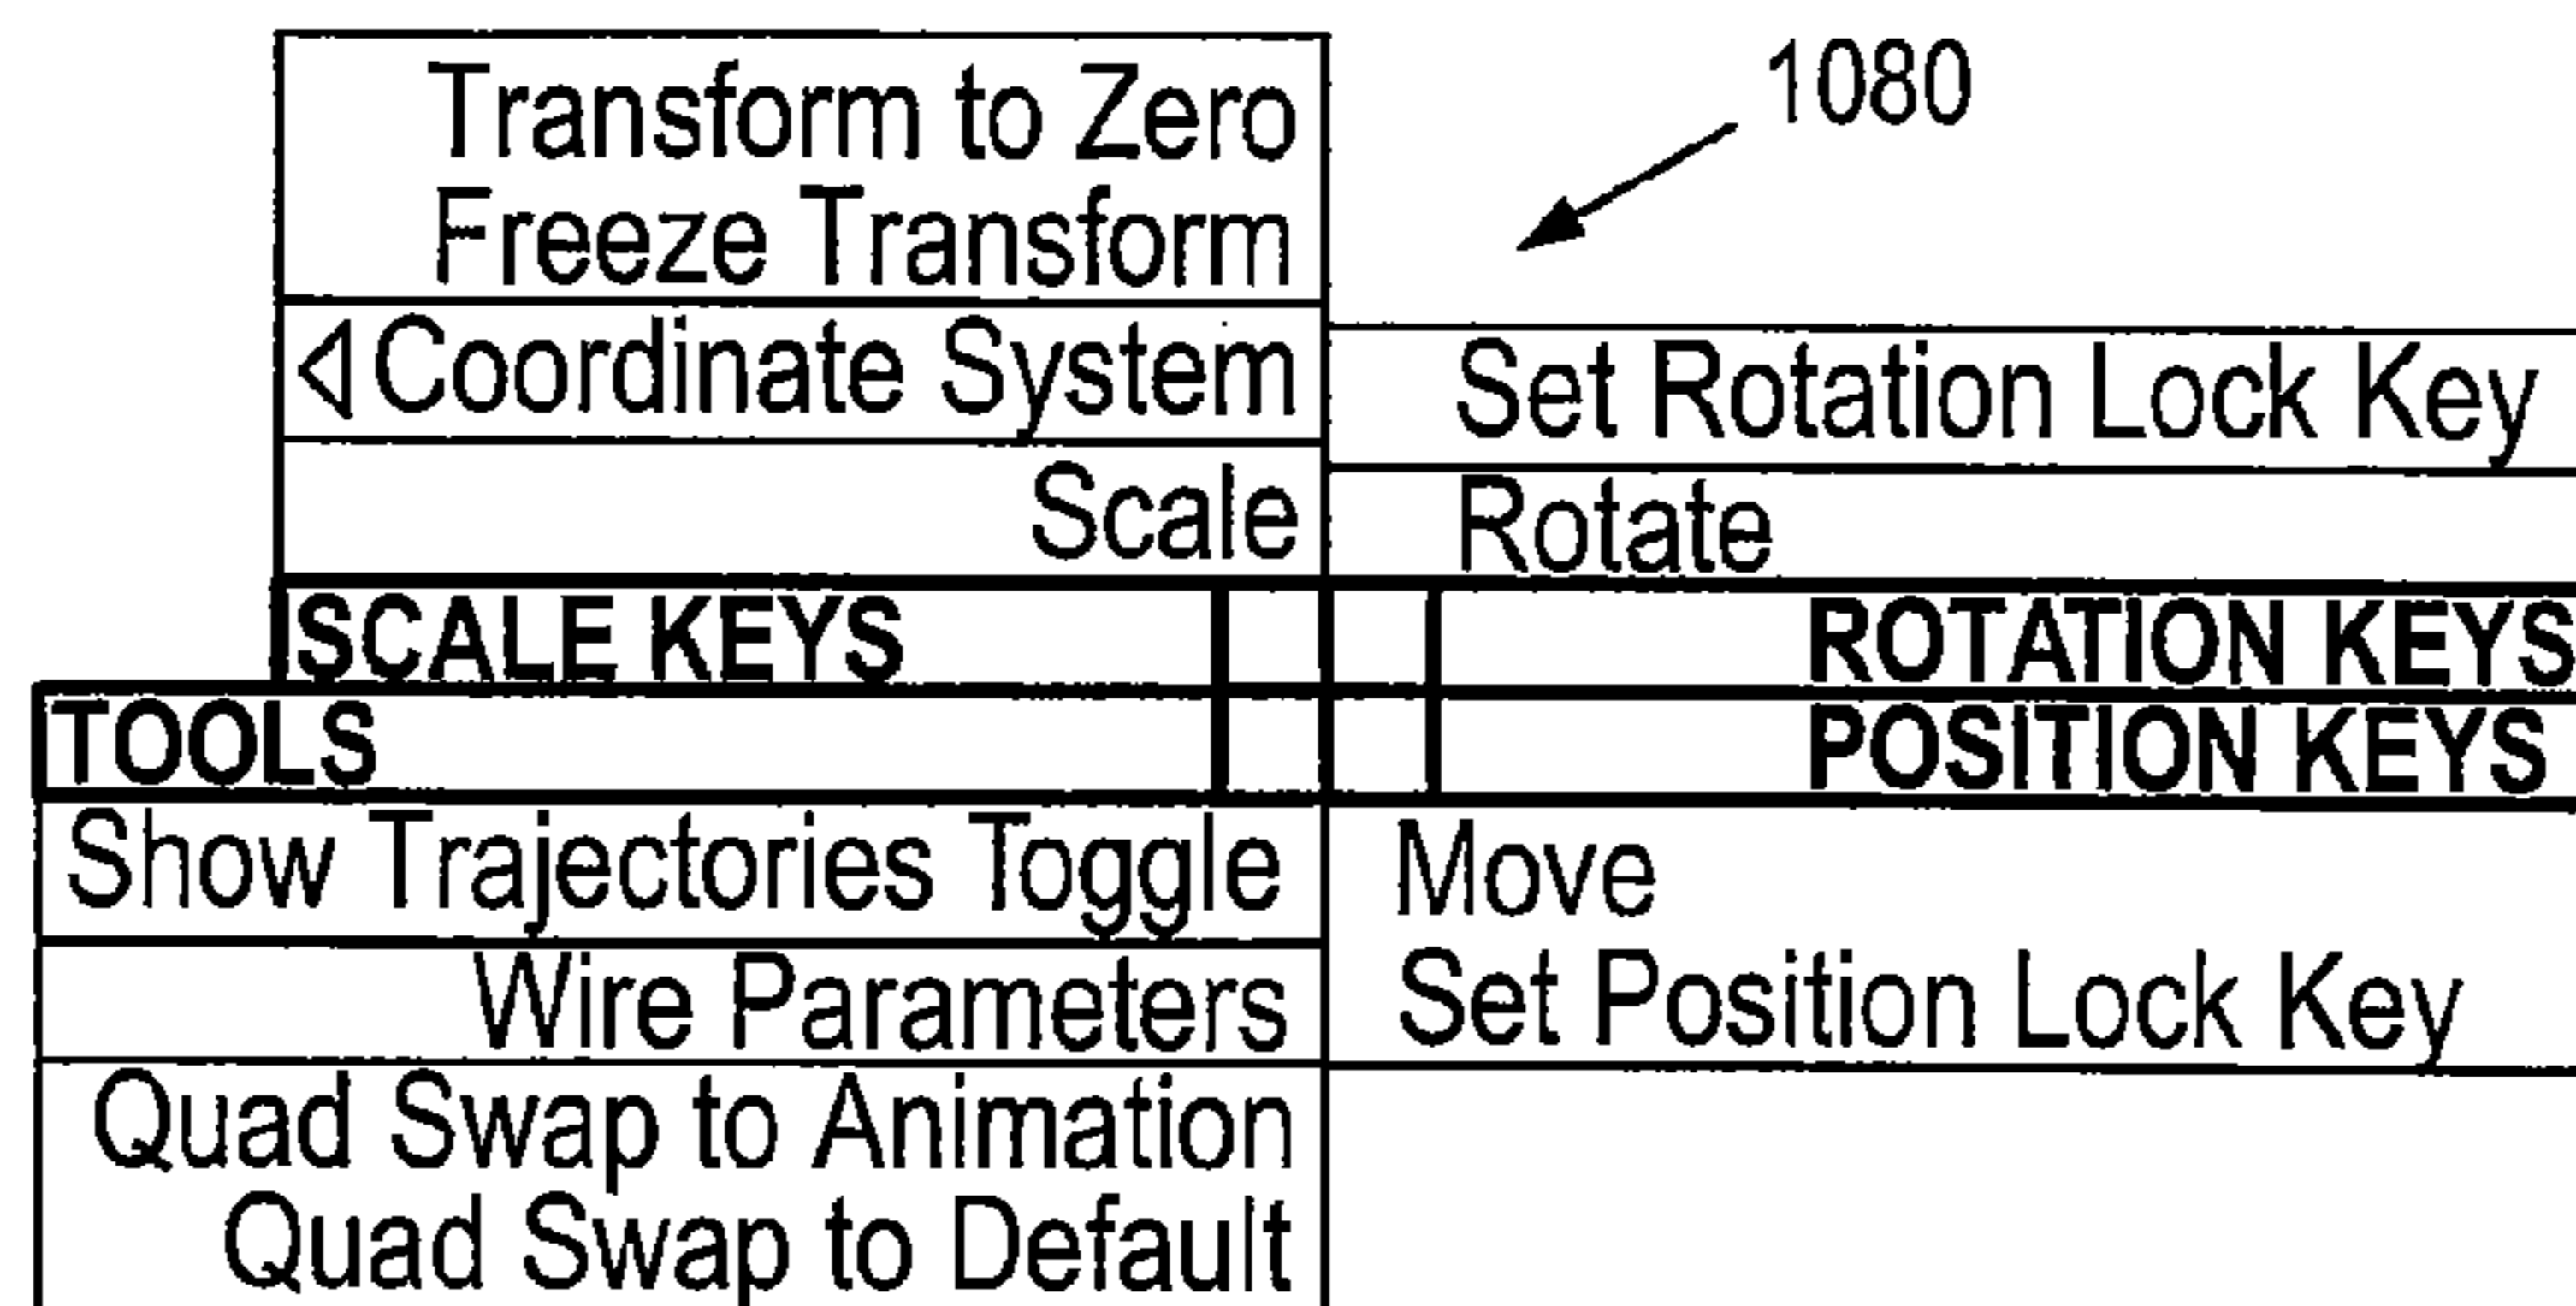 1080
Transform to Zero
Freeze Transform
Coordinate System
Scale
Set Rotation Lock Key
Rotate
SCALE KEYS
ROTATION KEYS
TOOLS
POSITION KEYS
Show Trajectories Toggle
Wire Parameters
Quad Swap to Animation
Quad Swap to Default
Move
Set Position Lock Key